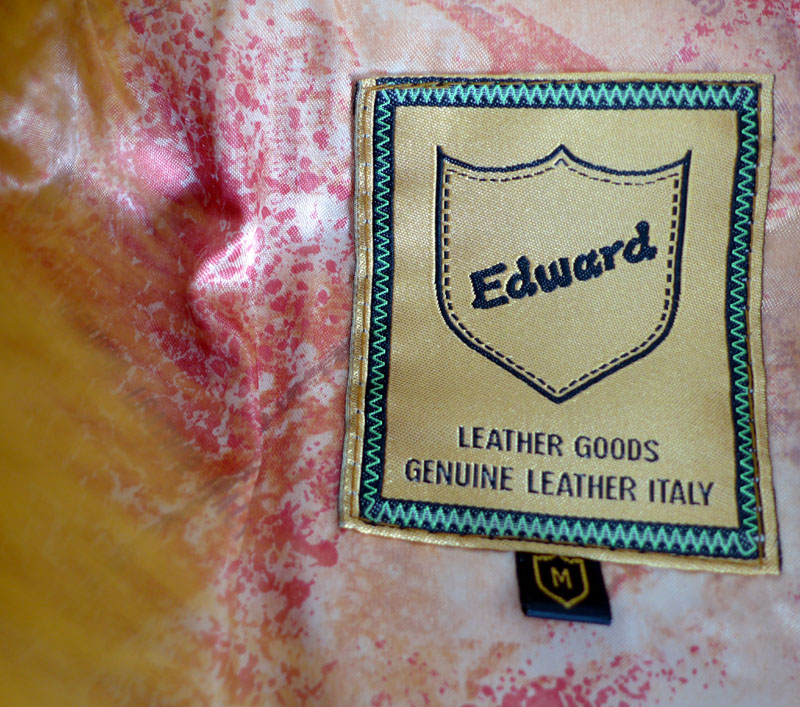 Edward
LEATHER GOODS
GENUINE LEATHER ITALY
M